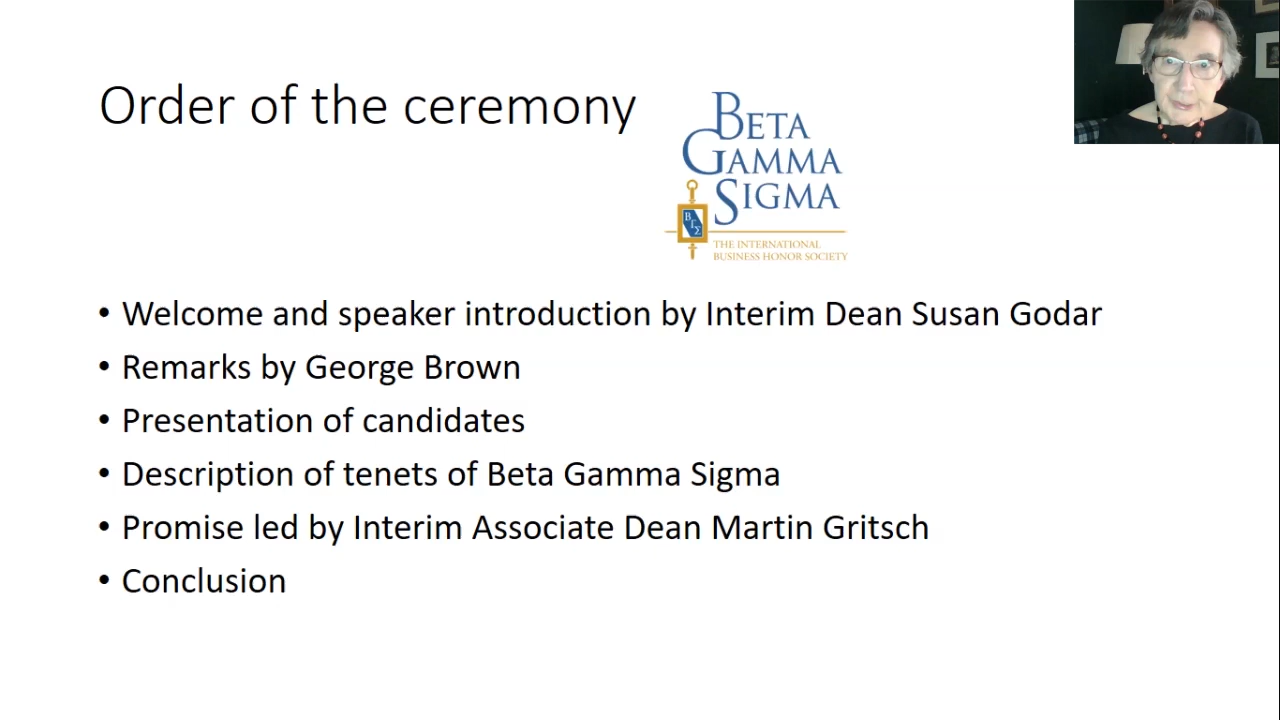 Order of the ceremony
BETA
GAMMA
SIGMA
Β Γ Σ
THE INTERNATIONAL
BUSINESS HONOR SOCIETY
• Welcome and speaker introduction by Interim Dean Susan Godar
• Remarks by George Brown
• Presentation of candidates
• Description of tenets of Beta Gamma Sigma
• Promise led by Interim Associate Dean Martin Gritsch
• Conclusion